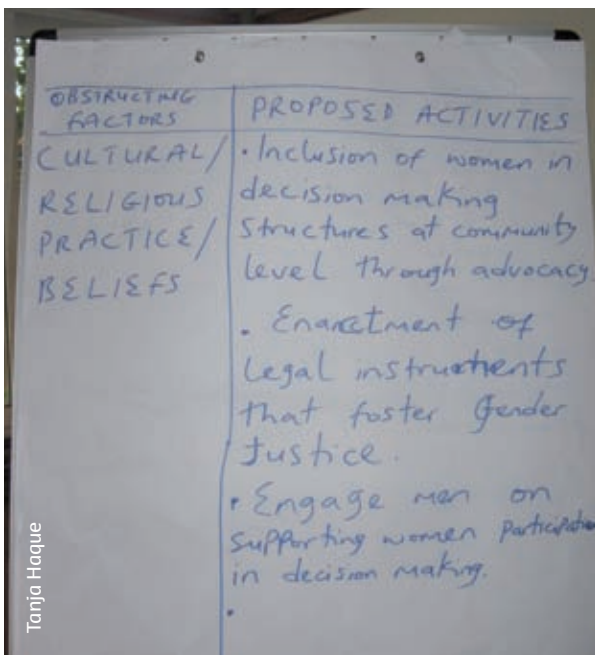 OBSTRUCTING FACTORS
PROPOSED ACTIVITIES
CULTURAL/
RELIGIOUS
PRACTICE/
BELIEFS
• Inclusion of women in
decision making
structures at community
level through advocacy.
• Enactment of
Legal instruments
that foster Gender
Justice.
• Engage men on
supporting women participation
in decision making.
•
Tanja Haque